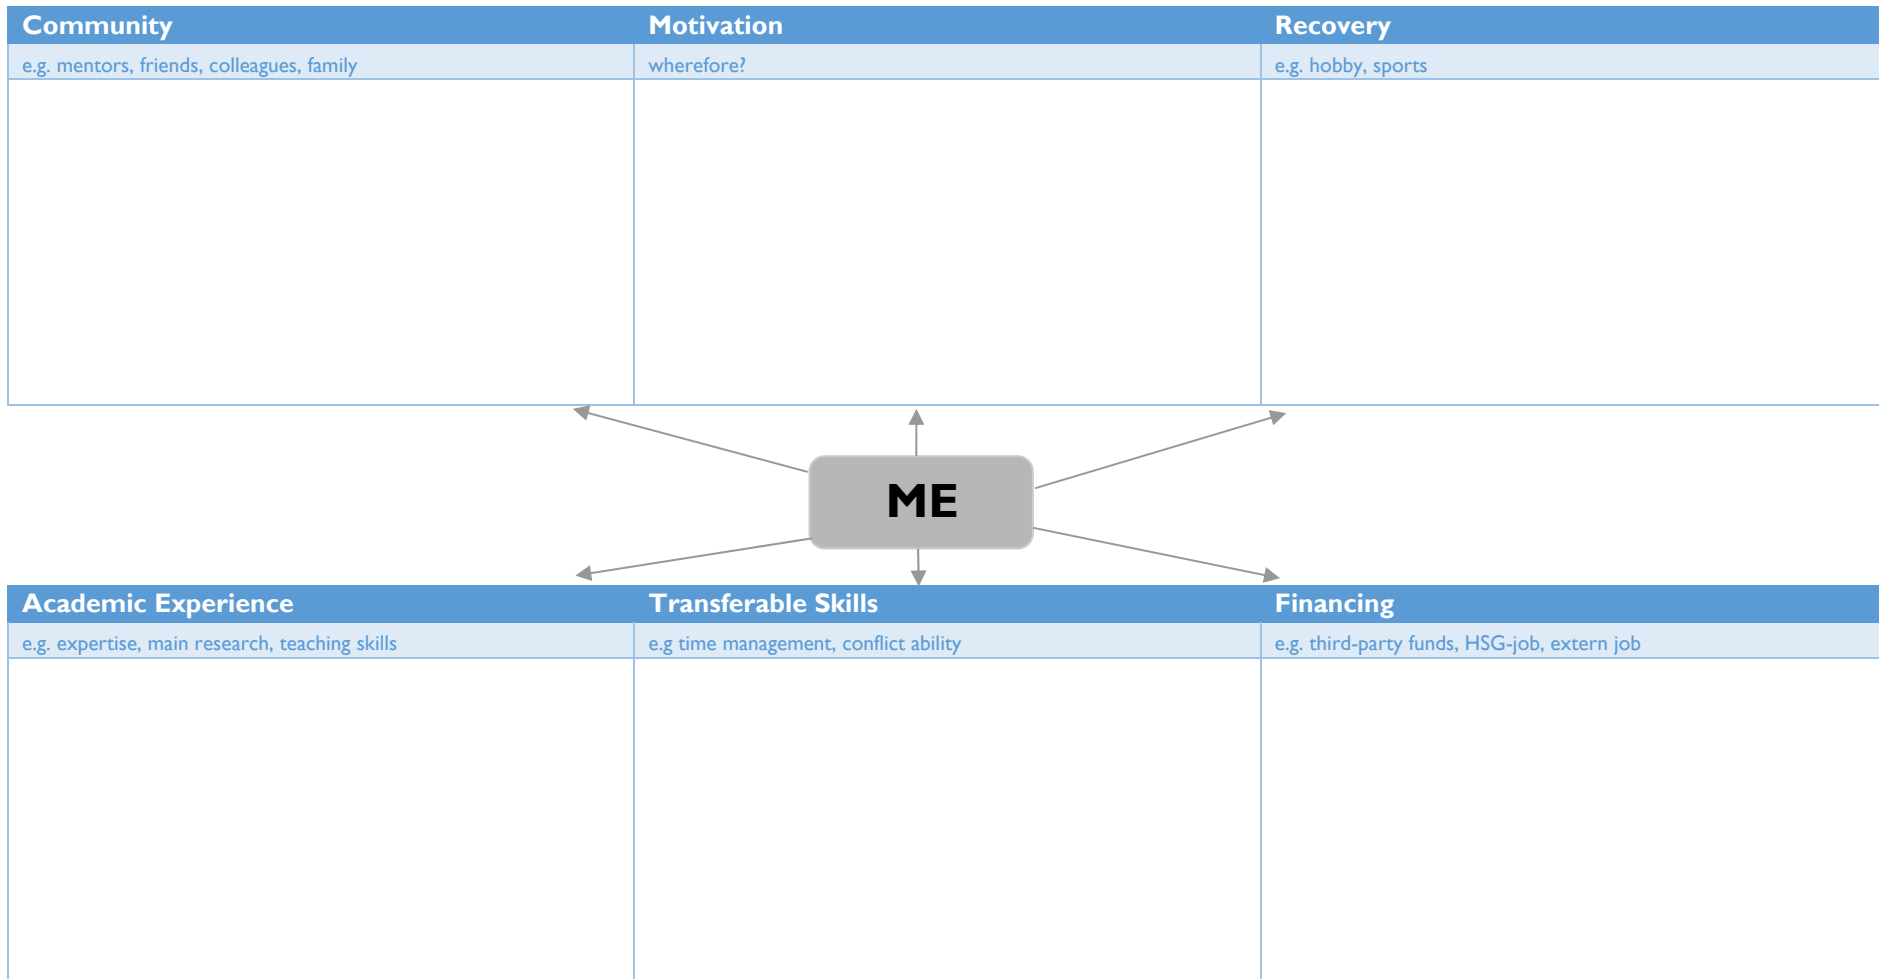 Community
Motivation
Recovery
e.g. mentors, friends, colleagues, family
wherefore?
e.g. hobby, sports
ME
Academic Experience
Transferable Skills
Financing
e.g. expertise, main research, teaching skills
e.g time management, conflict ability
e.g. third-party funds, HSG-job, extern job